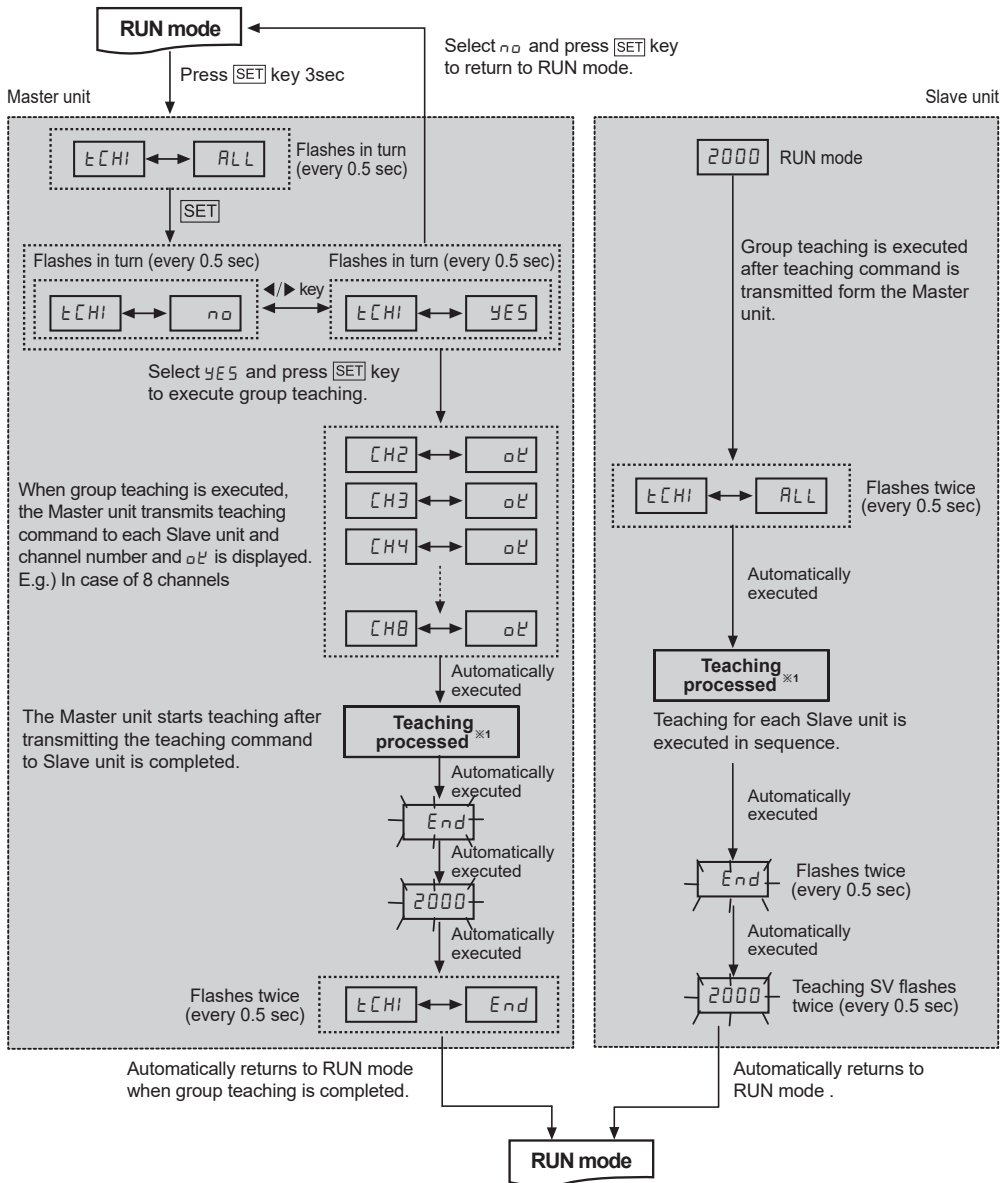 RUN mode
Select no and press SET key
to return to RUN mode.
Press SET key 3sec
Master unit
tCH1
ALL
Flashes in turn
(every 0.5 sec)
SET
Flashes in turn (every 0.5 sec)
Flashes in turn (every 0.5 sec)
tCH1
no
◀/▶ key
tCH1
YES
Select YES and press SET key
to execute group teaching.
When group teaching is executed,
the Master unit transmits teaching
command to each Slave unit and
channel number and oK is displayed.
E.g.) In case of 8 channels
CH2
oK
CH3
oK
CH4
oK
CH8
oK
Automatically
executed
The Master unit starts teaching after
transmitting the teaching command
to Slave unit is completed.
Teaching
processed ※1
Automatically
executed
End
Automatically
executed
2000
Automatically
executed
Flashes twice
(every 0.5 sec)
tCH1
End
Automatically returns to RUN mode
when group teaching is completed.
Slave unit
2000
RUN mode
Group teaching is executed
after teaching command is
transmitted form the Master
unit.
tCH1
ALL
Flashes twice
(every 0.5 sec)
Automatically
executed
Teaching
processed ※1
Teaching for each Slave unit is
executed in sequence.
Automatically
executed
End
Flashes twice
(every 0.5 sec)
Automatically
executed
2000
Teaching SV flashes
twice (every 0.5 sec)
Automatically returns to
RUN mode .
RUN mode